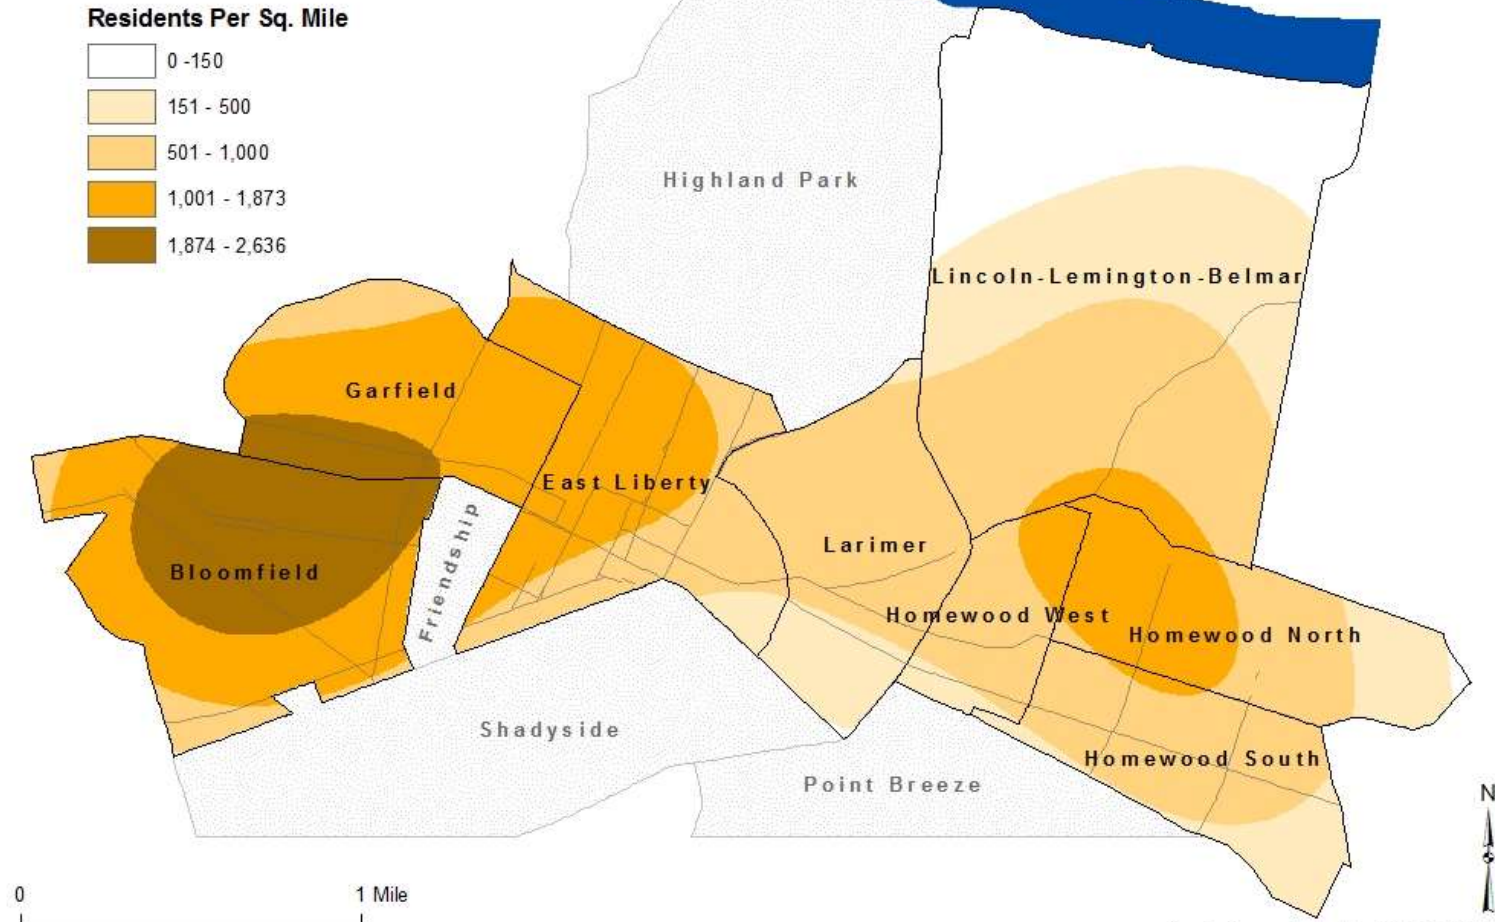 Residents Per Sq. Mile
0 -150
151 - 500
501 - 1,000
1,001 - 1,873
1,874 - 2,636
Highland Park
Lincoln-Lemington-Belmar
Garfield
East Liberty
Friendship
Larimer
Bloomfield
Homewood West
Homewood North
Shadyside
Homewood South
Point Breeze
N
0 1 Mile